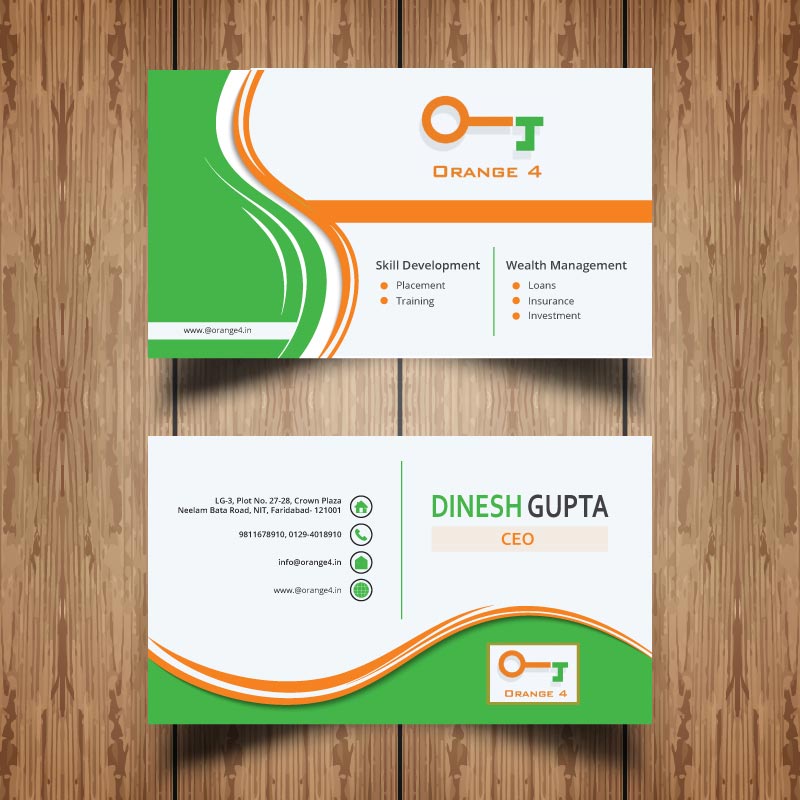 Orange 4
Skill Development
Placement
Training
Wealth Management
Loans
Insurance
Investment
www.@orange4.in
LG-3, Plot No. 27-28, Crown Plaza
Neelam Bata Road, NIT, Faridabad- 121001
9811678910, 0129-4018910
info@orange4.in
www.@orange4.in
DINESH GUPTA
CEO
Orange 4